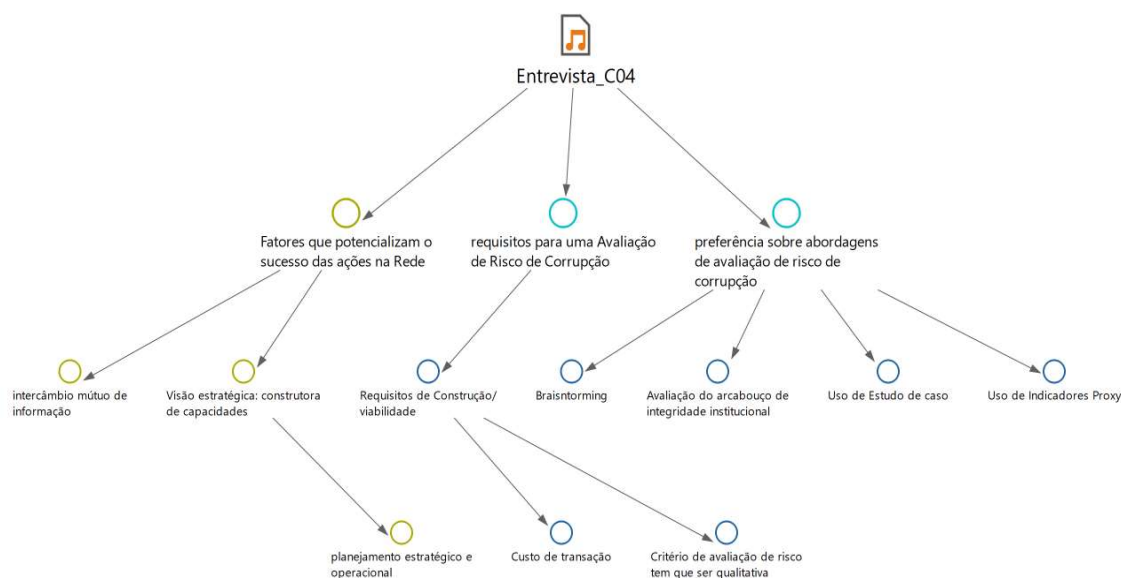 Entrevista_C04
Fatores que potencializam o
sucesso das ações na Rede
requisitos para uma Avaliação
de Risco de Corrupção
preferência sobre abordagens
de avaliação de risco de
corrupção
intercâmbio mútuo de
informação
Visão estratégica: construtora
de capacidades
Requisitos de Construção/
viabilidade
Braisntorming
Avaliação do arcabouço de
integridade institucional
Uso de Estudo de caso
Uso de Indicadores Proxy
planejamento estratégico e
operacional
Custo de transação
Critério de avaliação de risco
tem que ser qualitativa